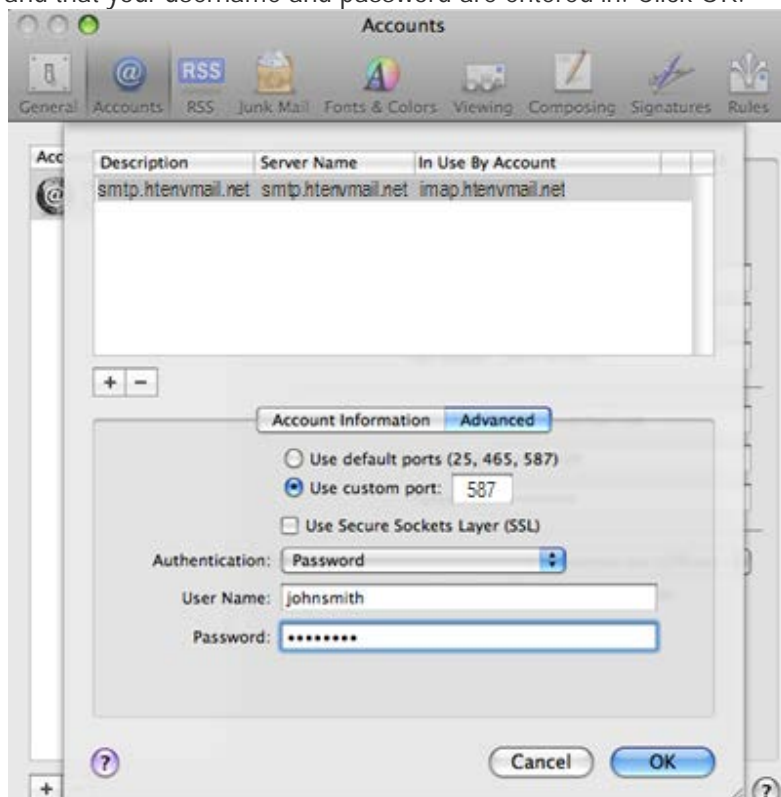 and that your username and password are entered in. Click OK.
Accounts
General Accounts RSS Junk Mail Fonts & Colors Viewing Composing Signatures Rules
RSS
Acc
Description Server Name In Use By Account
smtp.htenvmail.net smtp.htenvmail.net imap.htenvmail.net
+ -
Account Information Advanced
Use default ports (25, 465, 587)
Use custom port: 587
Use Secure Sockets Layer (SSL)
Authentication: Password
User Name: johnsmith
Password: ••••••••
? Cancel OK
+ ?